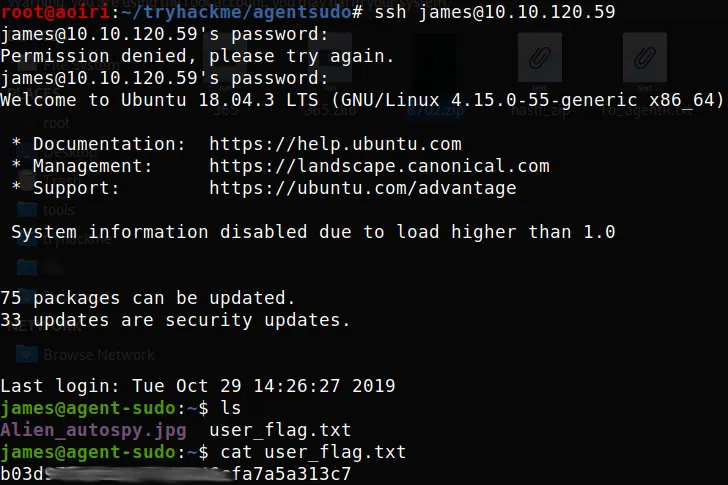 root@aoiri:~/tryhackme/agentsudo# ssh james@10.10.120.59
james@10.10.120.59's password:
Permission denied, please try again.
james@10.10.120.59's password:
Welcome to Ubuntu 18.04.3 LTS (GNU/Linux 4.15.0-55-generic x86_64)
* Documentation: https://help.ubuntu.com
* Management: https://landscape.canonical.com
* Support: https://ubuntu.com/advantage
root
tools
System information disabled due to load higher than 1.0
tryhackme
75 packages can be updated.
33 updates are security updates.
Browse Network
Last login: Tue Oct 29 14:26:27 2019
james@agent-sudo:~$ ls
Alien_autospy.jpg user_flag.txt
james@agent-sudo:~$ cat user_flag.txt